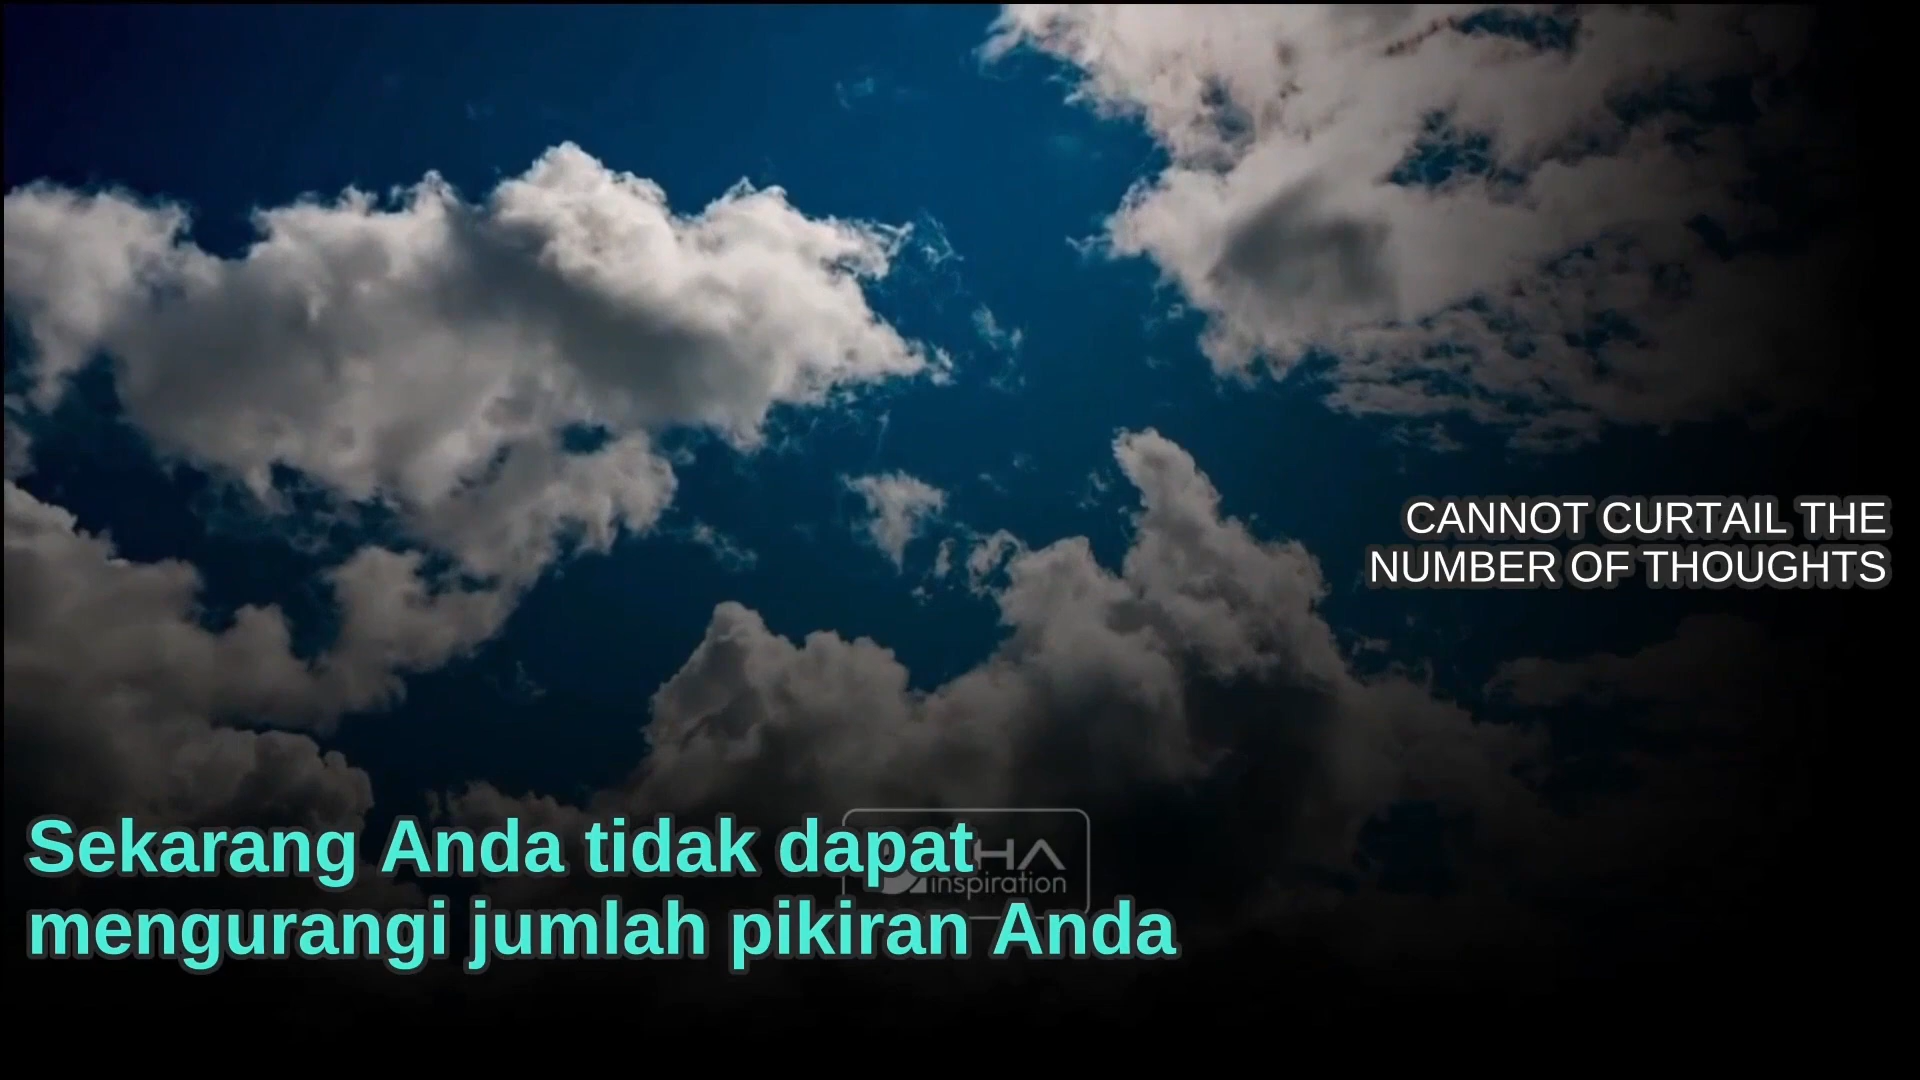 CANNOT CURTAIL THE
NUMBER OF THOUGHTS
Sekarang Anda tidak dapat
inspiration
mengurangi jumlah pikiran Anda